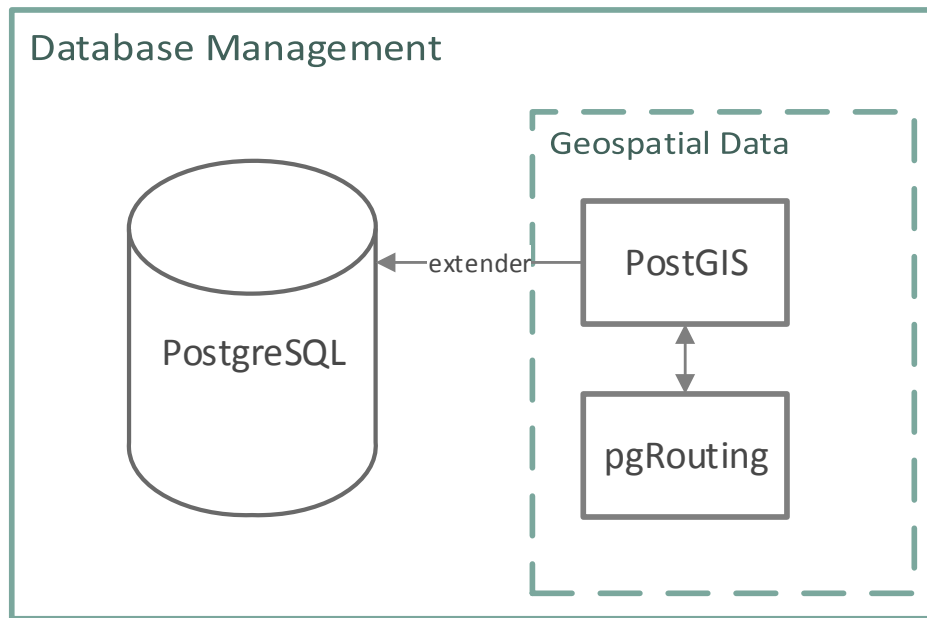 Database Management
Geospatial Data
PostGIS
extender
PostgreSQL
pgRouting